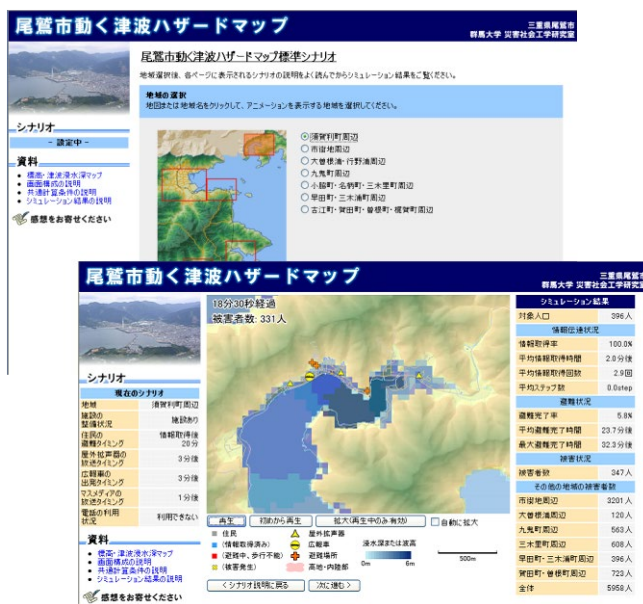 尾鷲市動く津波ハザードマップ
三重県尾鷲市
群馬大学 災害社会工学研究室
尾鷲市動く津波ハザードマップ標準シナリオ
地域選択後、各ページに表示されるシナリオの説明をよく読んでからシミュレーション結果をご覧ください。
地域の選択
地図または地域名をクリックして、アニメーションを表示する地域を選択してください。
シナリオ
- 設定中 -
資料
標高・津波浸水深マップ
画面構成の説明
共通計算条件の説明
シミュレーション結果の説明
感想をお寄せください
須賀利町周辺
市街地周辺
大曽根浦・行野浦周辺
九鬼町周辺
小脇町・名柄町・三木里町周辺
早田町・三木浦町周辺
古江町・賀田町・曽根町・梶賀町周辺
尾鷲市動く津波ハザードマップ
三重県尾鷲市
群馬大学 災害社会工学研究室
18分30秒経過
被害者数: 331人
シナリオ
現在のシナリオ
地域 須賀利町周辺
施設の整備状況 施設あり
住民の避難タイミング 情報取得後20分
屋外拡声器の放送タイミング 3分後
広報車の出発タイミング 3分後
マスメディアの放送タイミング 1分後
電話の利用状況 利用できない
資料
標高・津波浸水深マップ
画面構成の説明
共通計算条件の説明
シミュレーション結果の説明
感想をお寄せください
再生 初めから再生 拡大(再生中のみ有効) 自動に拡大
住民 屋外拡声器
(情報取得済み) 広報車
(避難中、歩行不能) 避難場所
(被害発生) 高地・内陸部
浸水深または波高
0m 6m
500m
< シナリオ説明に戻る 次に進む >
シミュレーション結果
対象人口 396人
情報伝達状況
情報取得率 100.0%
平均情報取得時間 2.0分後
平均情報取得回数 2.9回
平均ステップ数 0.0step
避難状況
避難完了率 5.8%
平均避難完了時間 23.7分後
最大避難完了時間 32.3分後
被害状況
被害者数 347人
その他の地域の被害者数
市街地周辺 3201人
大曽根浦周辺 120人
九鬼町周辺 563人
三木里町周辺 608人
早田町・三木浦町周辺 396人
賀田町・曽根町周辺 723人
全体 5958人